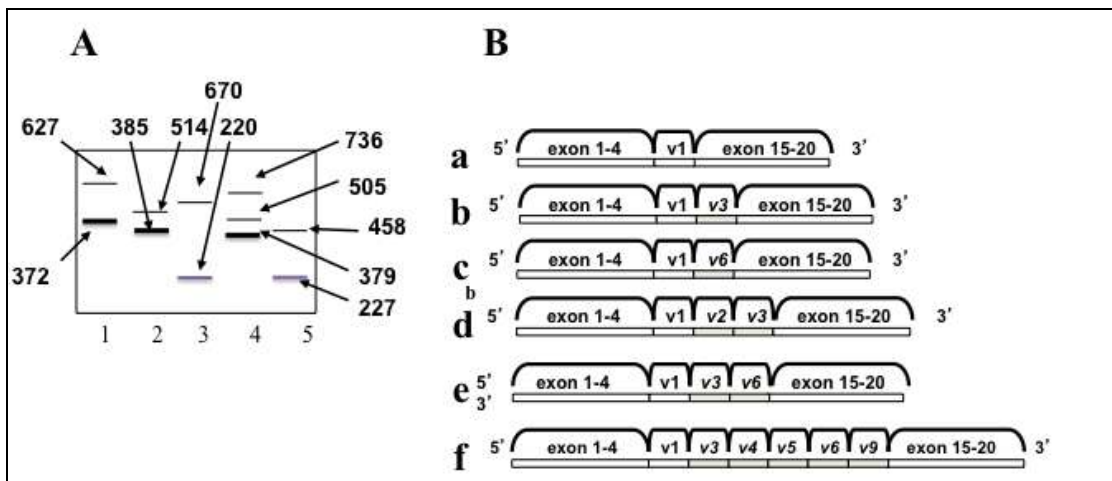 A
B
670
627
385
514
220
736
505
458
372
379
227
1 2 3 4 5
a 5’ exon 1-4 v1 exon 15-20 3’
b 5’ exon 1-4 v1 v3 exon 15-20 3’
c 5’ exon 1-4 v1 v6 exon 15-20 3’
b
d 5’ exon 1-4 v1 v2 v3 exon 15-20 3’
e 5’ exon 1-4 v1 v3 v6 exon 15-20
3’
f 5’ exon 1-4 v1 v3 v4 v5 v6 v9 exon 15-20 3’